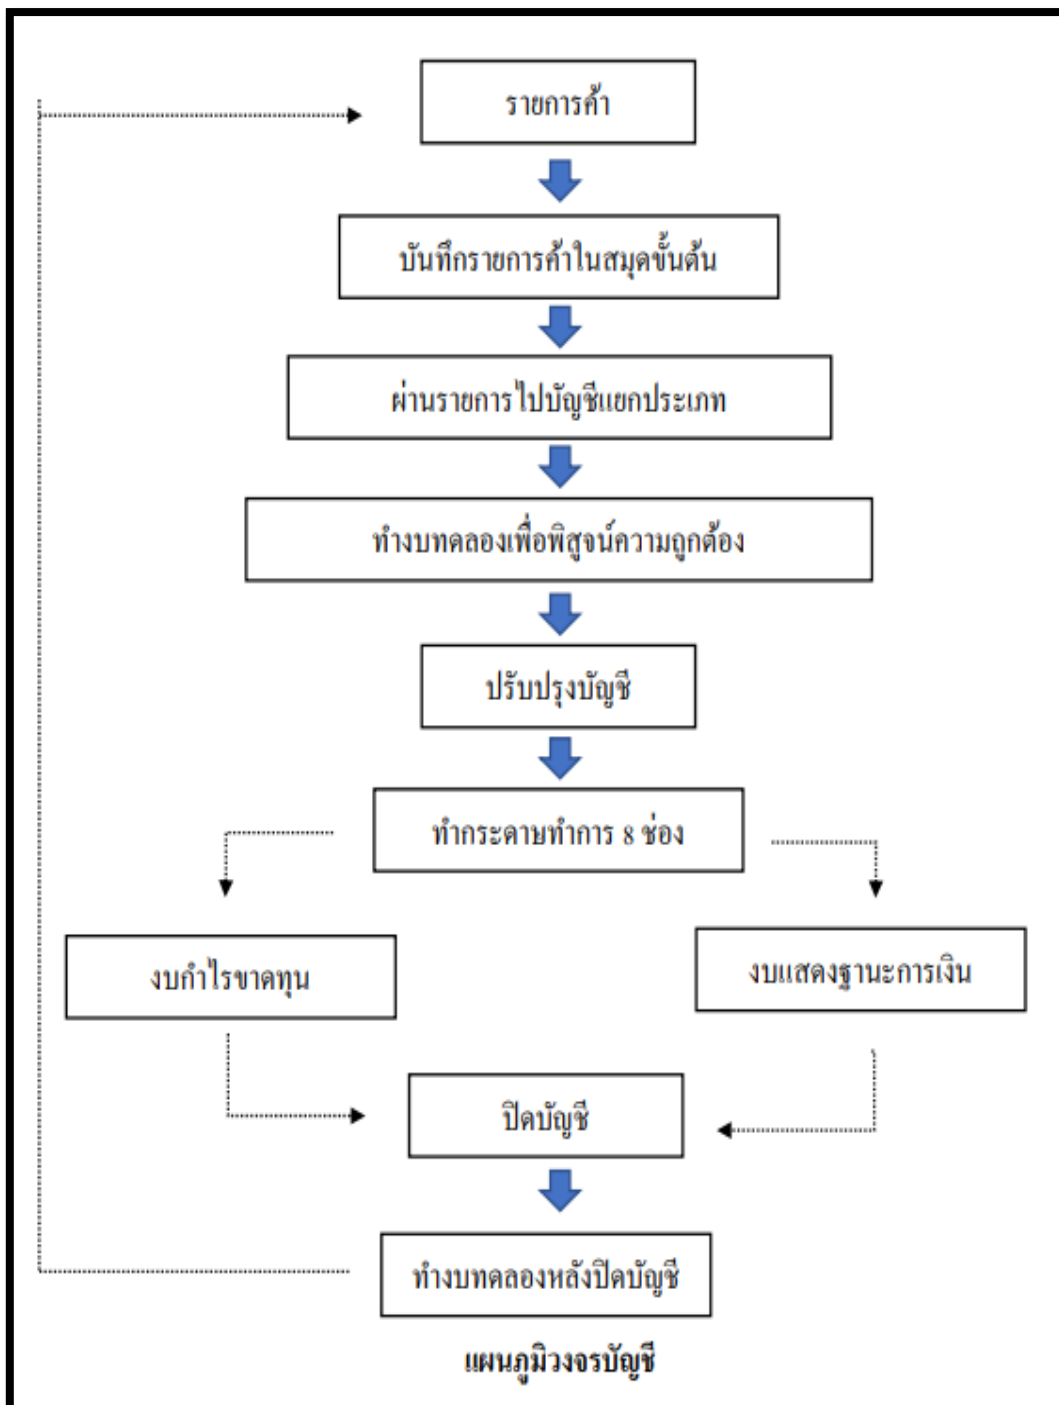 รายการค้า
บันทึกรายการค้าในสมุดขั้นต้น
ผ่านรายการไปบัญชีแยกประเภท
ทำงบทดลองเพื่อพิสูจน์ความถูกต้อง
ปรับปรุงบัญชี
ทำกระดาษทำการ 8 ช่อง
งบกำไรขาดทุน
งบแสดงฐานะการเงิน
ปิดบัญชี
ทำงบทดลองหลังปิดบัญชี
แผนภูมิวงจรบัญชี